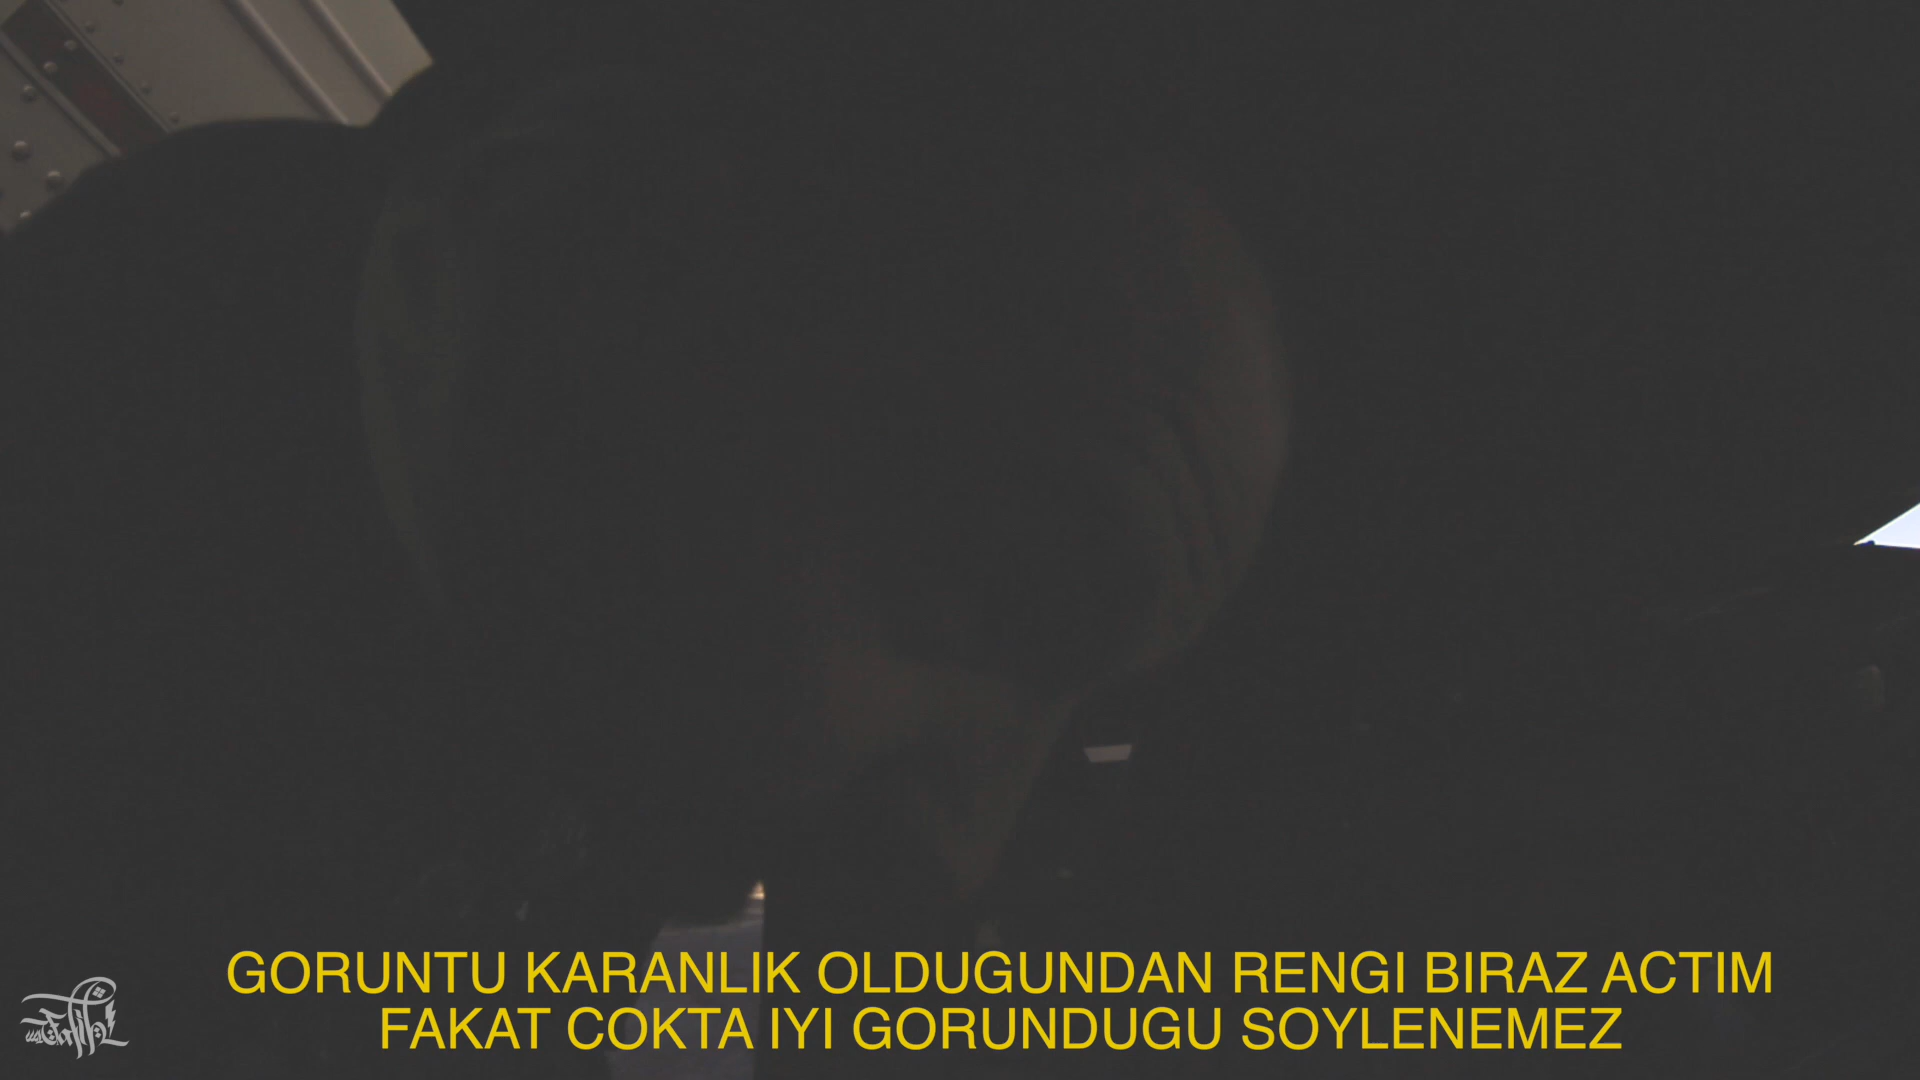 GORUNTU KARANLIK OLDUGUNDAN RENGI BIRAZ ACTIM
FAKAT COKTA IYI GORUNDUGU SOYLENEMEZ